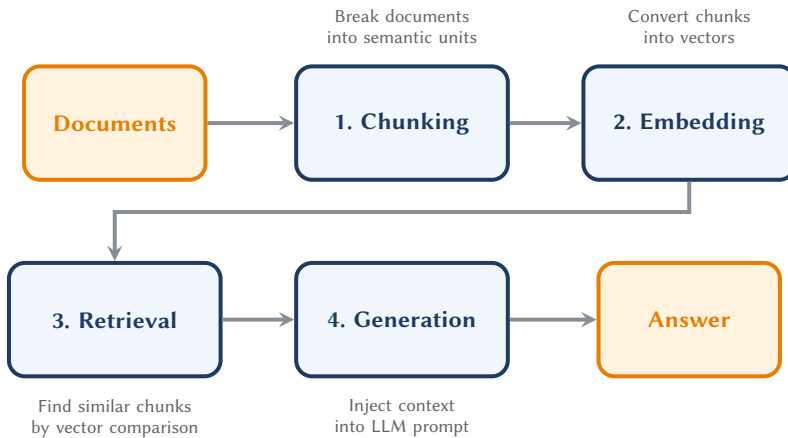 Break documents
into semantic units
Convert chunks
into vectors
Documents
1. Chunking
2. Embedding
3. Retrieval
4. Generation
Answer
Find similar chunks
by vector comparison
Inject context
into LLM prompt